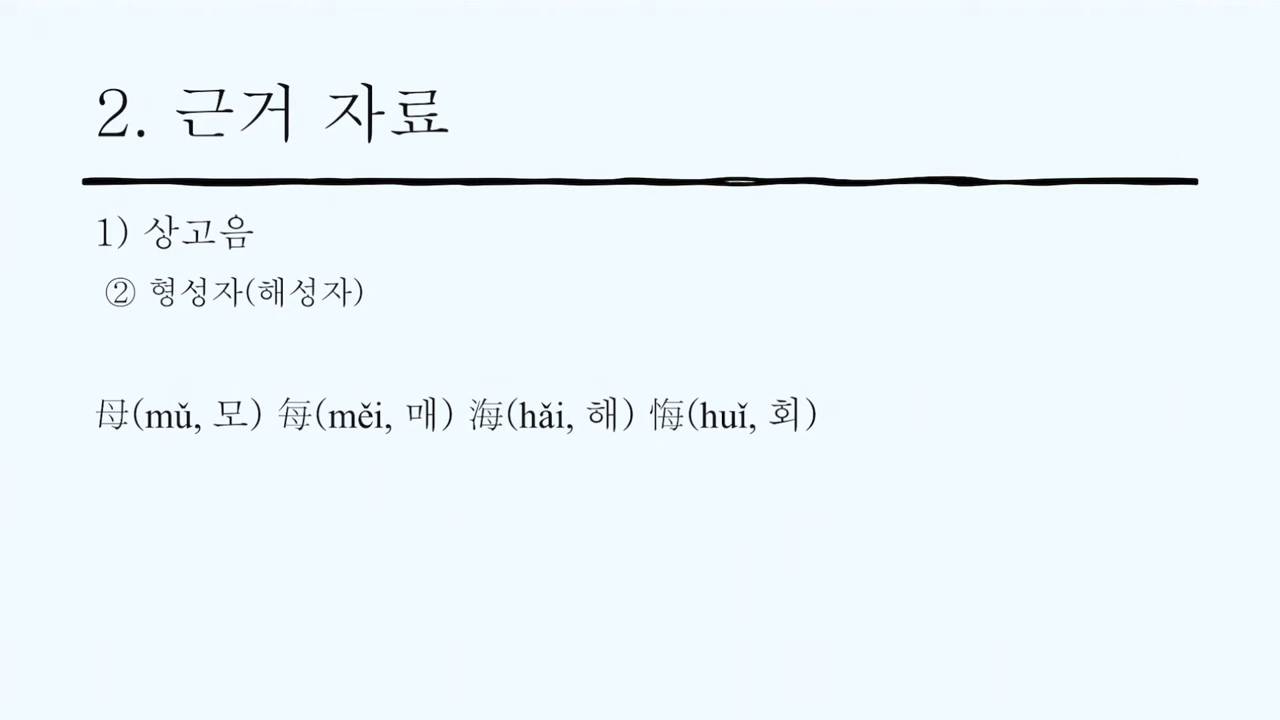 2. 근거 자료
1) 상고음
② 형성자(해성자)
母(mǔ, 모) 每(měi, 매) 海(hǎi, 해) 悔(huǐ, 회)